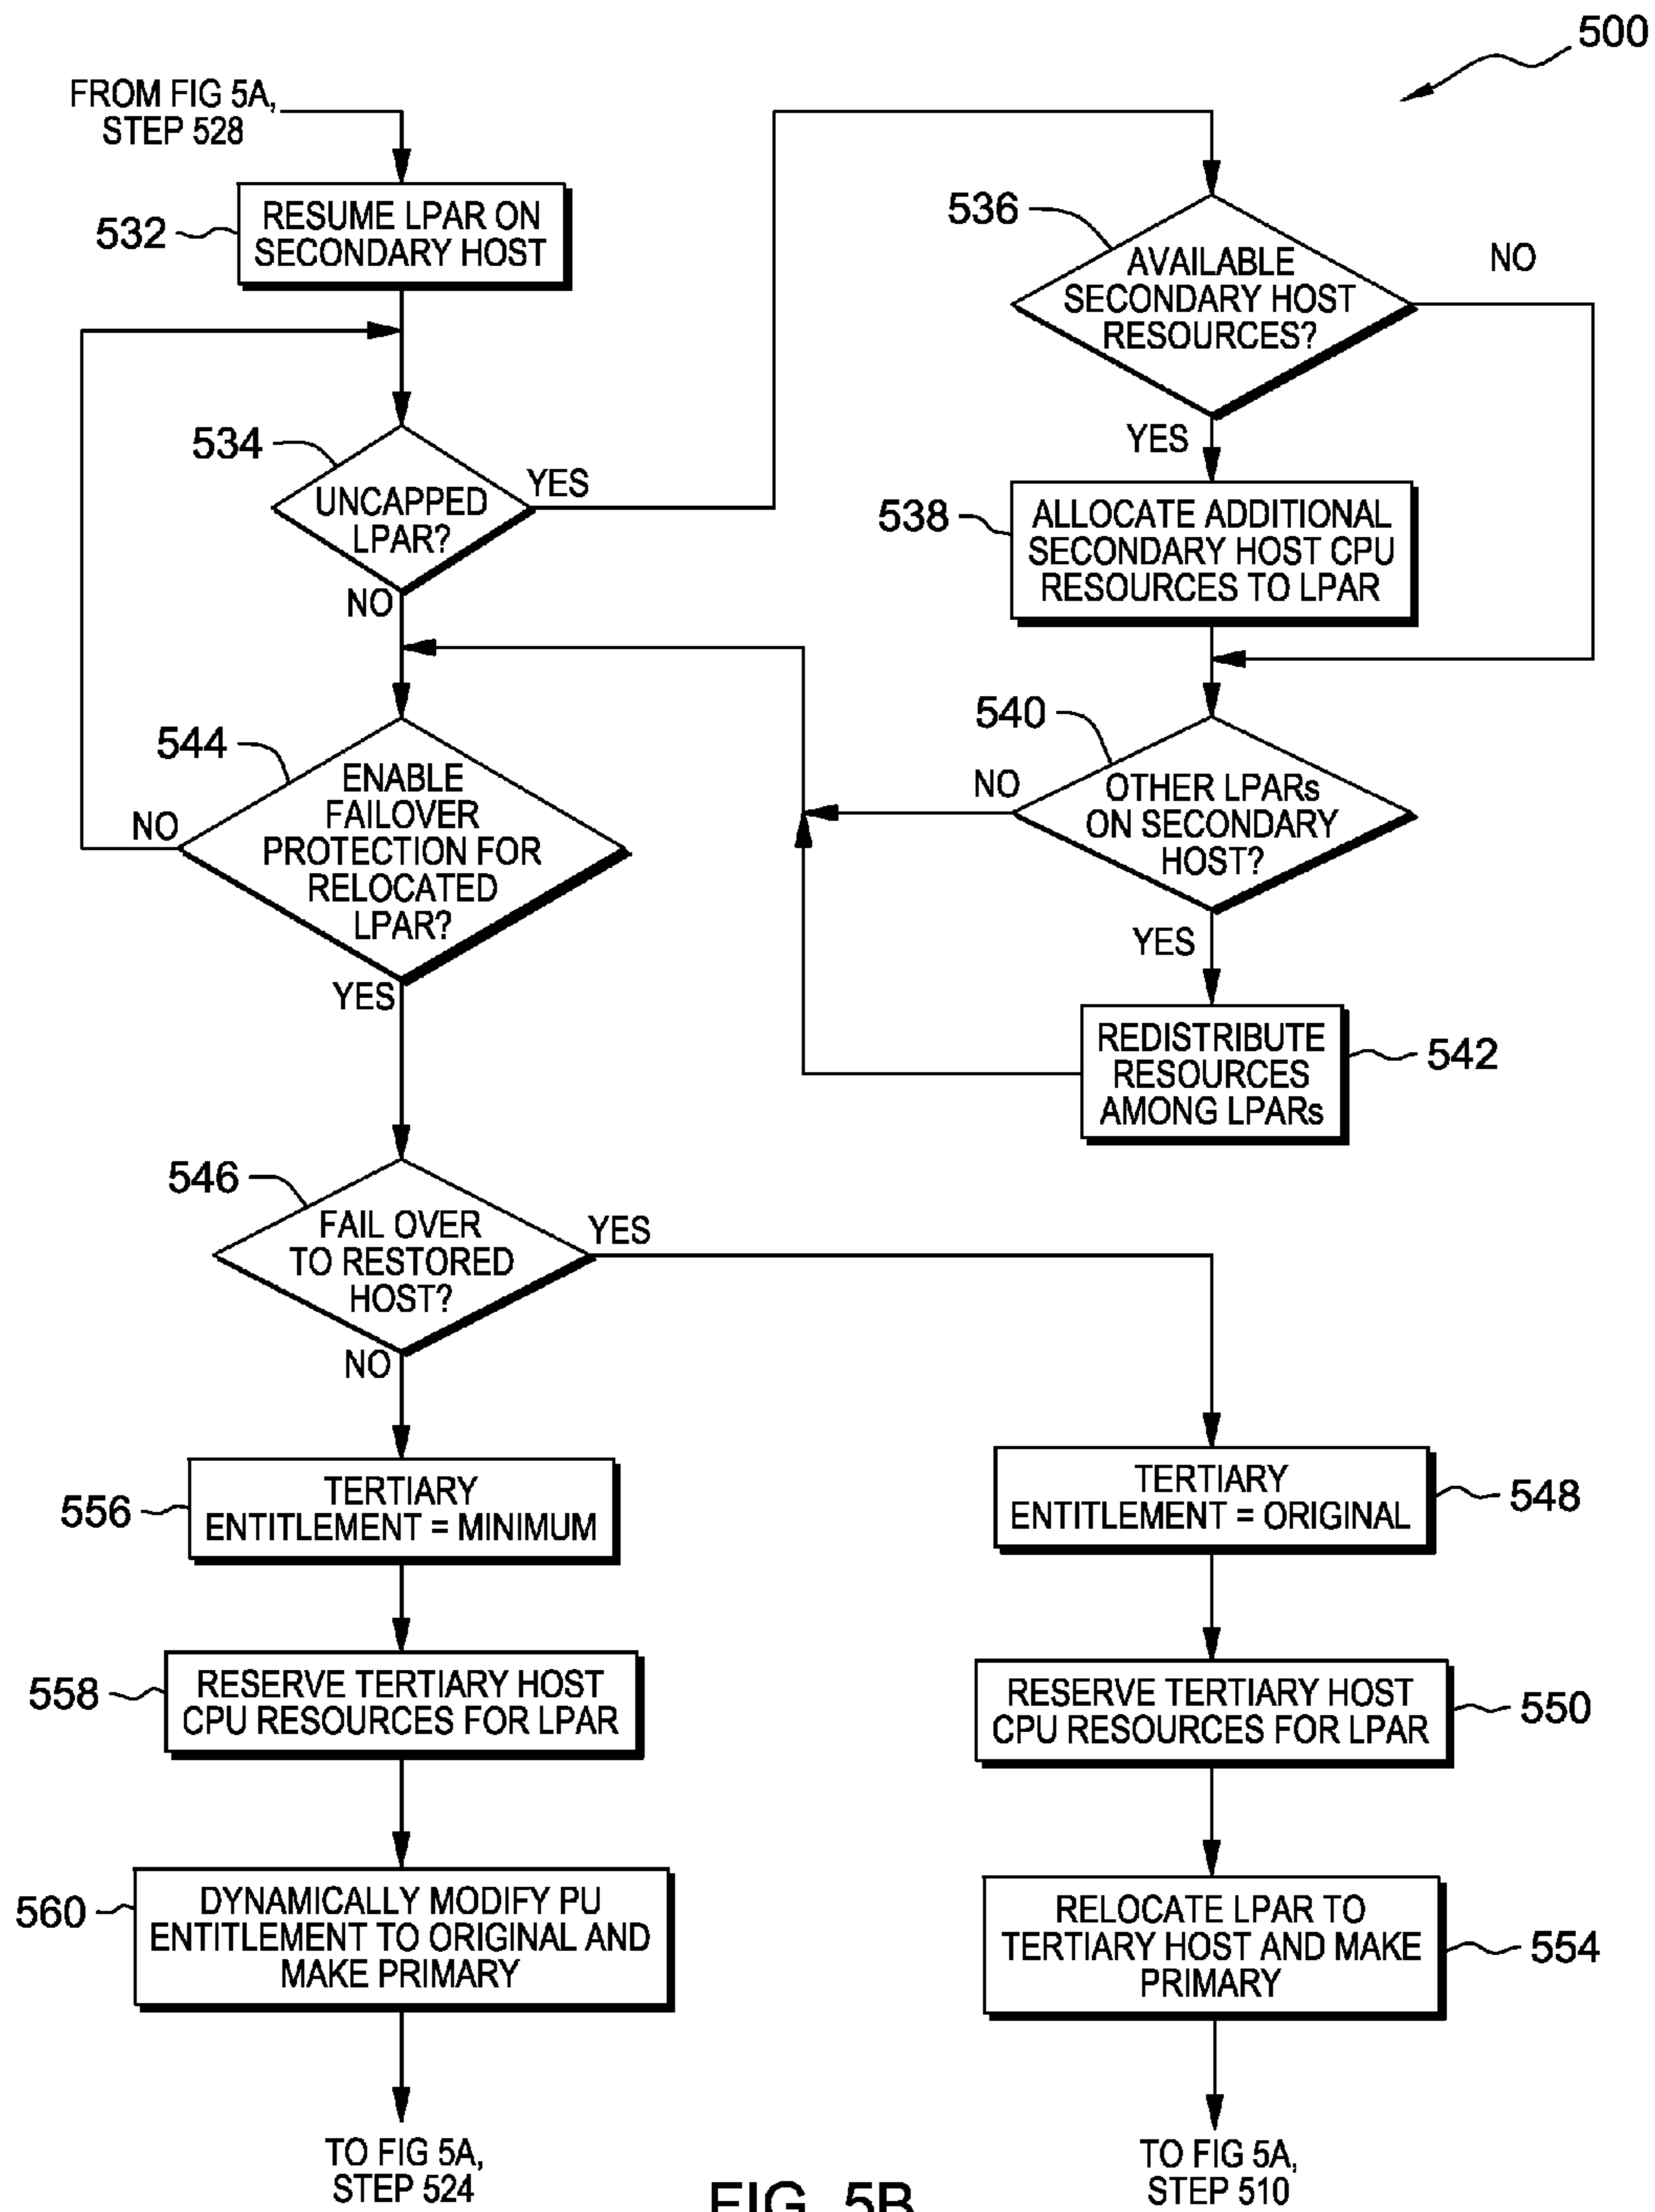 500
FROM FIG 5A,
STEP 528
532
RESUME LPAR ON
SECONDARY HOST
534
UNCAPPED
LPAR?
YES
NO
536
AVAILABLE
SECONDARY HOST
RESOURCES?
NO
YES
538
ALLOCATE ADDITIONAL
SECONDARY HOST CPU
RESOURCES TO LPAR
540
OTHER LPARs
ON SECONDARY
HOST?
NO
YES
REDISTRIBUTE
RESOURCES
AMONG LPARs
542
544
ENABLE
FAILOVER
PROTECTION FOR
RELOCATED
LPAR?
NO
YES
546
FAIL OVER
TO RESTORED
HOST?
YES
NO
556
TERTIARY
ENTITLEMENT = MINIMUM
558
RESERVE TERTIARY HOST
CPU RESOURCES FOR LPAR
560
DYNAMICALLY MODIFY PU
ENTITLEMENT TO ORIGINAL AND
MAKE PRIMARY
TO FIG 5A,
STEP 524
TERTIARY
ENTITLEMENT = ORIGINAL
548
RESERVE TERTIARY HOST
CPU RESOURCES FOR LPAR
550
RELOCATE LPAR TO
TERTIARY HOST AND MAKE
PRIMARY
554
TO FIG 5A,
STEP 510
FIG. 5B